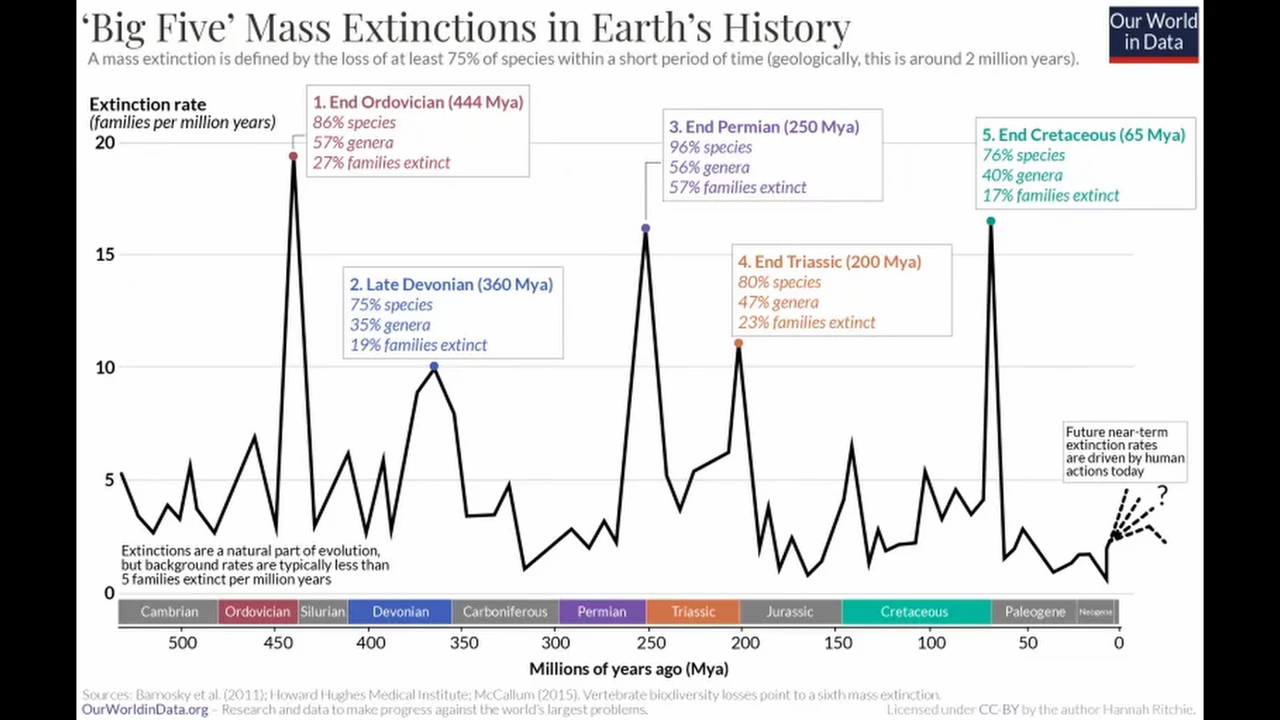 ‘Big Five’ Mass Extinctions in Earth’s History
Our World
in Data
A mass extinction is defined by the loss of at least 75% of species within a short period of time (geologically, this is around 2 million years).
Extinction rate
(families per million years)
20
15
10
5
0
1. End Ordovician (444 Mya)
86% species
57% genera
27% families extinct
2. Late Devonian (360 Mya)
75% species
35% genera
19% families extinct
3. End Permian (250 Mya)
96% species
56% genera
57% families extinct
4. End Triassic (200 Mya)
80% species
47% genera
23% families extinct
5. End Cretaceous (65 Mya)
76% species
40% genera
17% families extinct
Future near-term
extinction rates
are driven by human
actions today
?
Extinctions are a natural part of evolution,
but background rates are typically less than
5 families extinct per million years
Cambrian Ordovician Silurian Devonian Carboniferous Permian Triassic Jurassic Cretaceous Paleogene Neogene
500 450 400 350 300 250 200 150 100 50 0
Millions of years ago (Mya)
Sources: Barnosky et al. (2011); Howard Hughes Medical Institute; McCallum (2015). Vertebrate biodiversity losses point to a sixth mass extinction.
OurWorldinData.org – Research and data to make progress against the world’s largest problems.
Licensed under CC-BY by the author Hannah Ritchie.